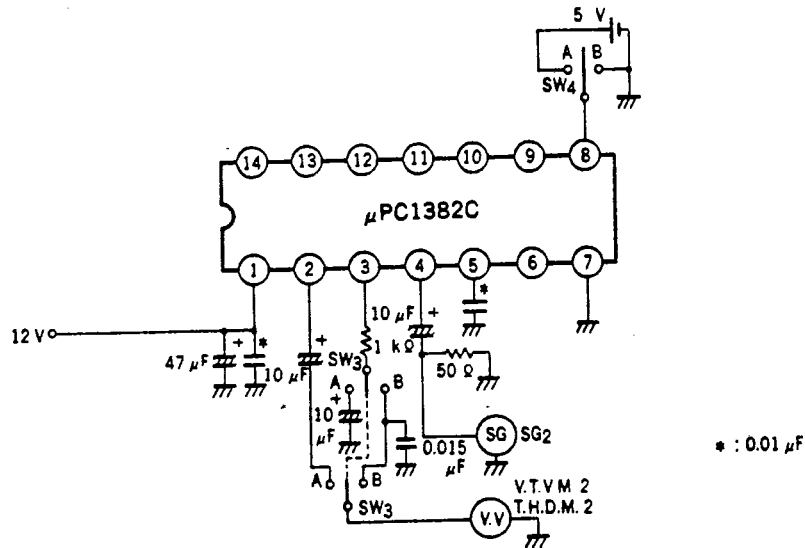 5 V
A B
SW4
14 13 12 11 10 9 8
μPC1382C
1 2 3 4 5 6 7
*
12 V
+ *
47 μF
10 μF
+
10 μF +
1 kΩ
SW3
50 Ω
A B
+
10 μF
0.015 μF
SG SG2
* : 0.01 μF
A B
SW3
V.T.V M 2
T.H.D.M. 2
V.V